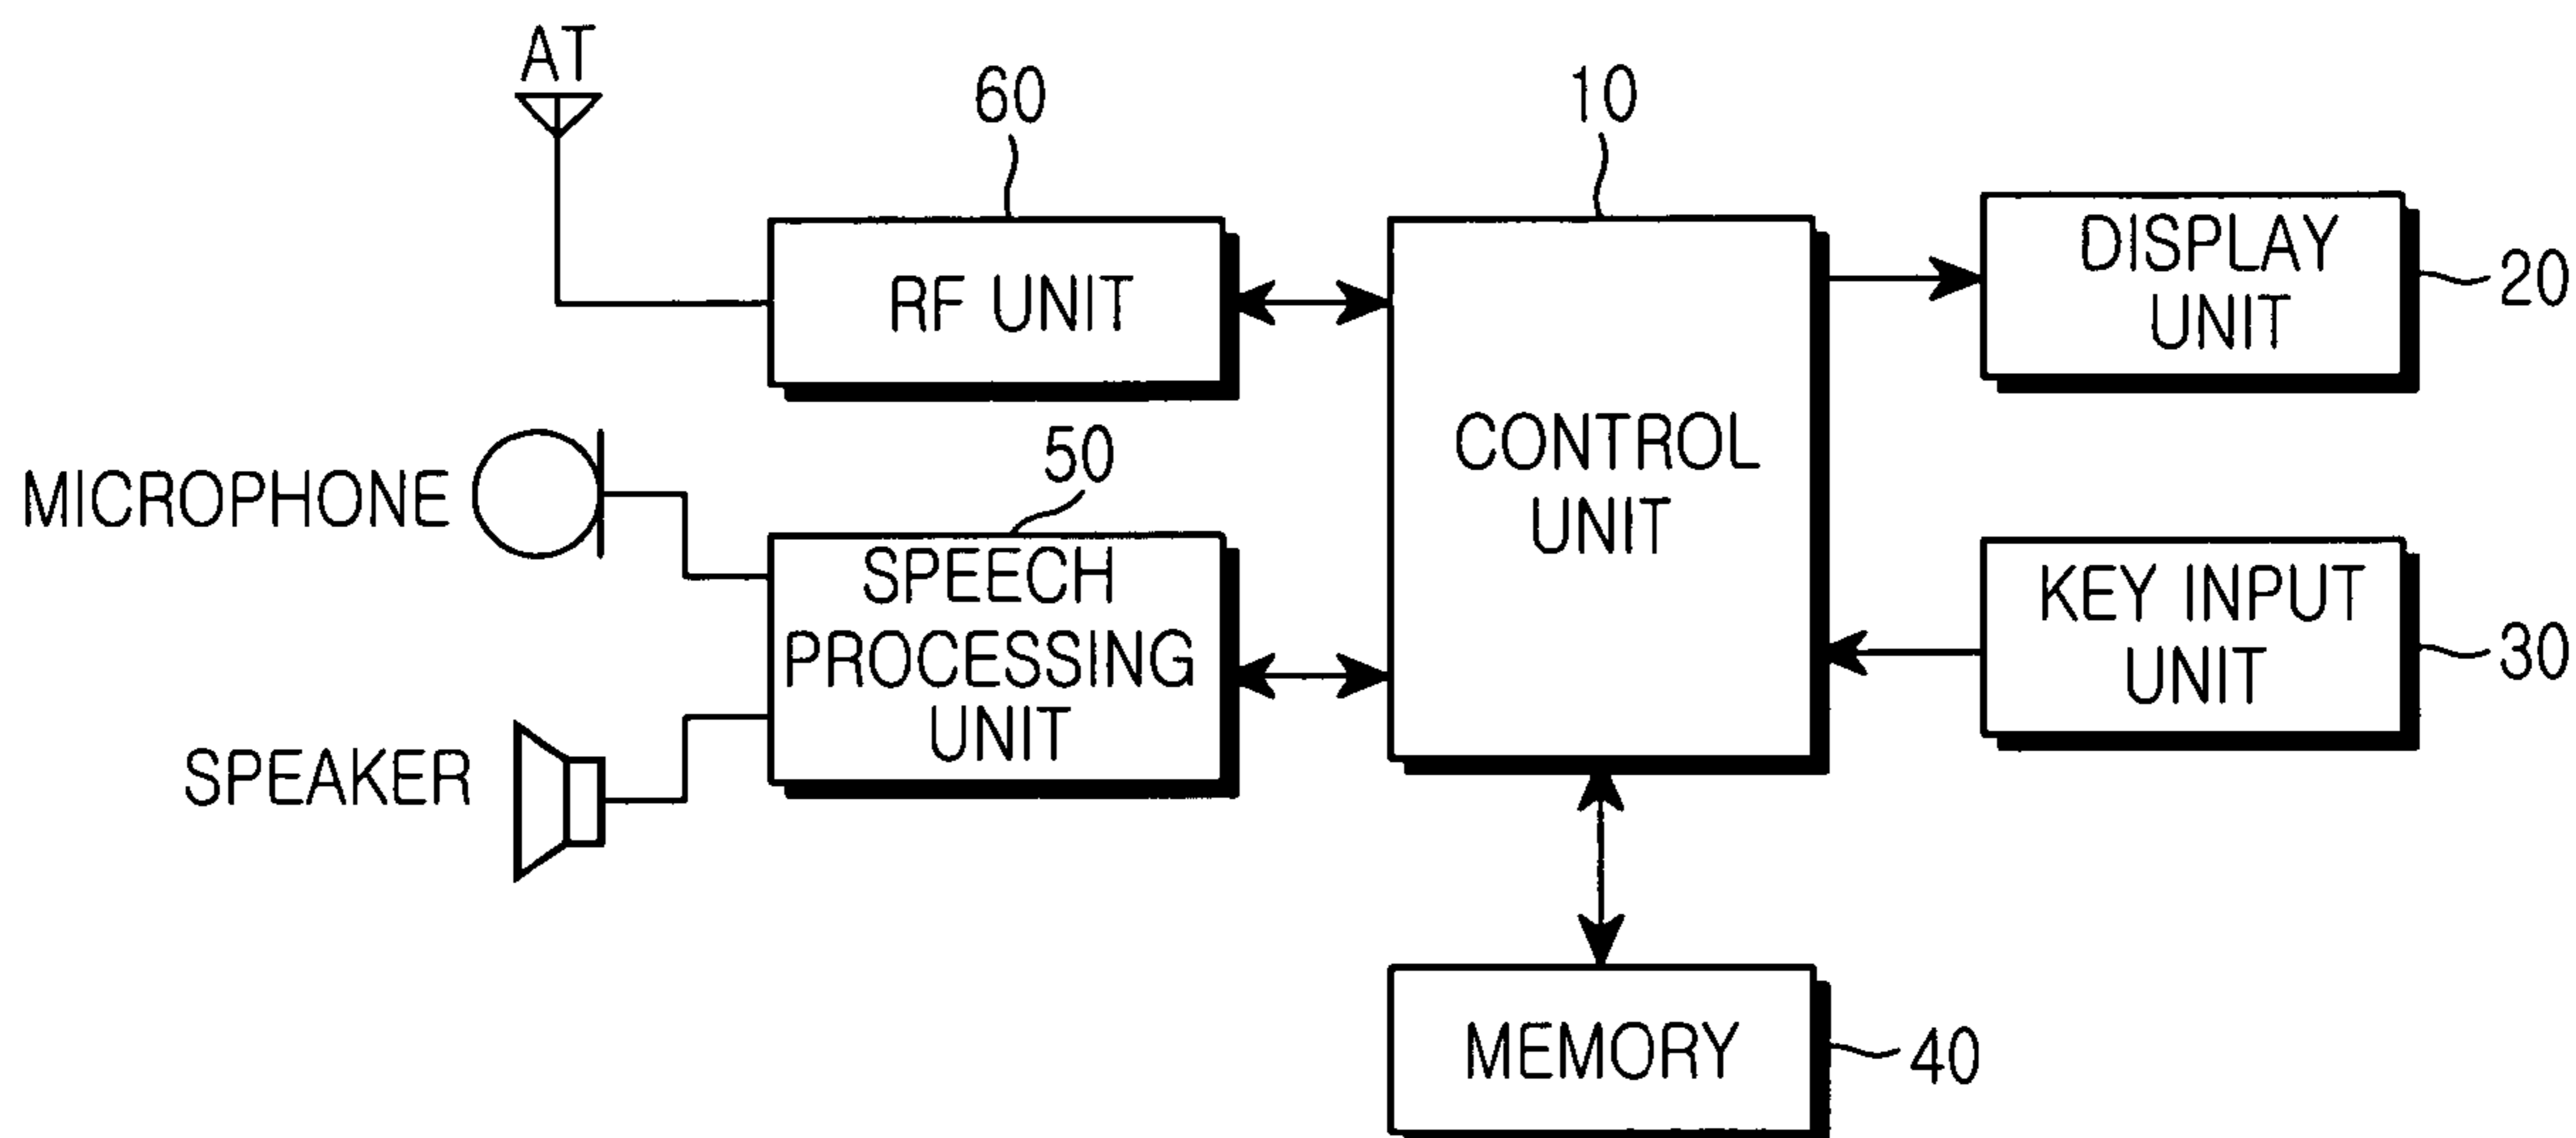 AT
60
10
RF UNIT
DISPLAY
UNIT
20
MICROPHONE
50
SPEECH
PROCESSING
UNIT
CONTROL
UNIT
KEY INPUT
UNIT
30
SPEAKER
MEMORY
40